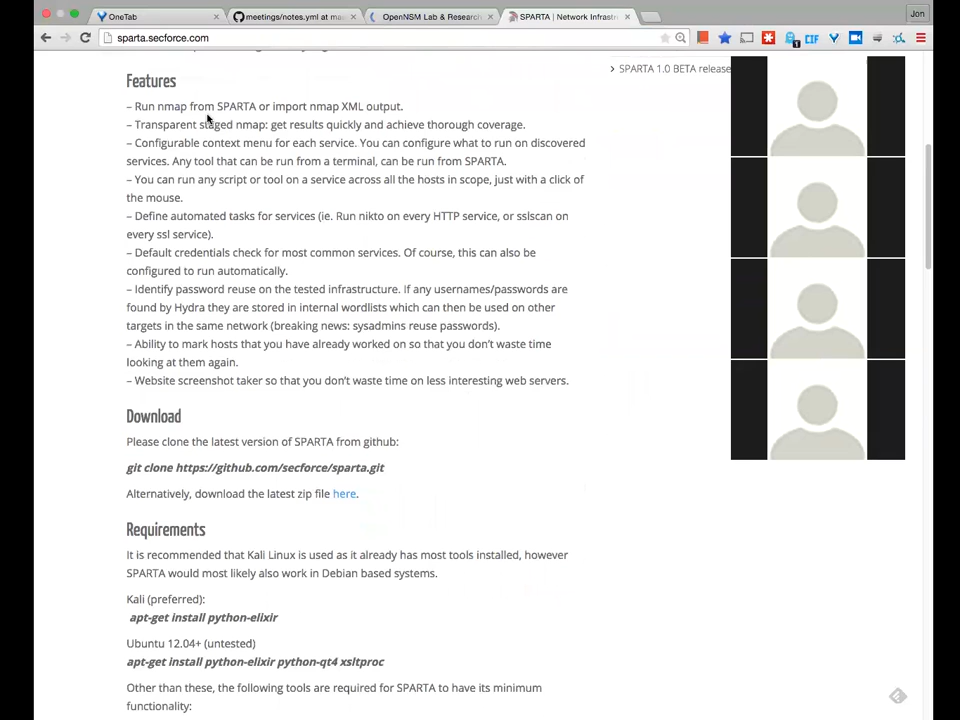 OneTab
meetings/notes.yml at mas
OpenNSM Lab & Research
SPARTA | Network Infrastr
Jon
sparta.secforce.com
1
CIF
Features
SPARTA 1.0 BETA release
– Run nmap from SPARTA or import nmap XML output.
– Transparent staged nmap: get results quickly and achieve thorough coverage.
– Configurable context menu for each service. You can configure what to run on discovered
services. Any tool that can be run from a terminal, can be run from SPARTA.
– You can run any script or tool on a service across all the hosts in scope, just with a click of
the mouse.
– Define automated tasks for services (ie. Run nikto on every HTTP service, or sslscan on
every ssl service).
– Default credentials check for most common services. Of course, this can also be
configured to run automatically.
– Identify password reuse on the tested infrastructure. If any usernames/passwords are
found by Hydra they are stored in internal wordlists which can then be used on other
targets in the same network (breaking news: sysadmins reuse passwords).
– Ability to mark hosts that you have already worked on so that you don’t waste time
looking at them again.
– Website screenshot taker so that you don’t waste time on less interesting web servers.
Download
Please clone the latest version of SPARTA from github:
git clone https://github.com/secforce/sparta.git
Alternatively, download the latest zip file here.
Requirements
It is recommended that Kali Linux is used as it already has most tools installed, however
SPARTA would most likely also work in Debian based systems.
Kali (preferred):
apt-get install python-elixir
Ubuntu 12.04+ (untested)
apt-get install python-elixir python-qt4 xsltproc
Other than these, the following tools are required for SPARTA to have its minimum
functionality: